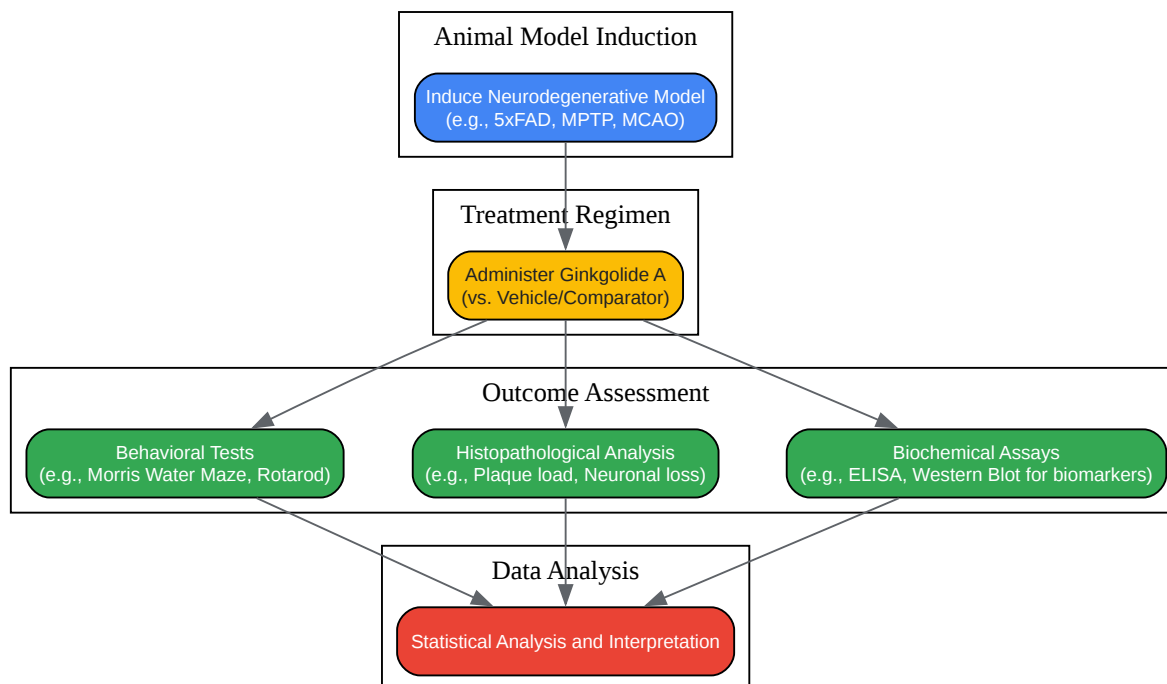 Animal Model Induction
Induce Neurodegenerative Model
(e.g., 5xFAD, MPTP, MCAO)
Treatment Regimen
Administer Ginkgolide A
(vs. Vehicle/Comparator)
Outcome Assessment
Behavioral Tests
(e.g., Morris Water Maze, Rotarod)
Histopathological Analysis
(e.g., Plaque load, Neuronal loss)
Biochemical Assays
(e.g., ELISA, Western Blot for biomarkers)
Data Analysis
Statistical Analysis and Interpretation